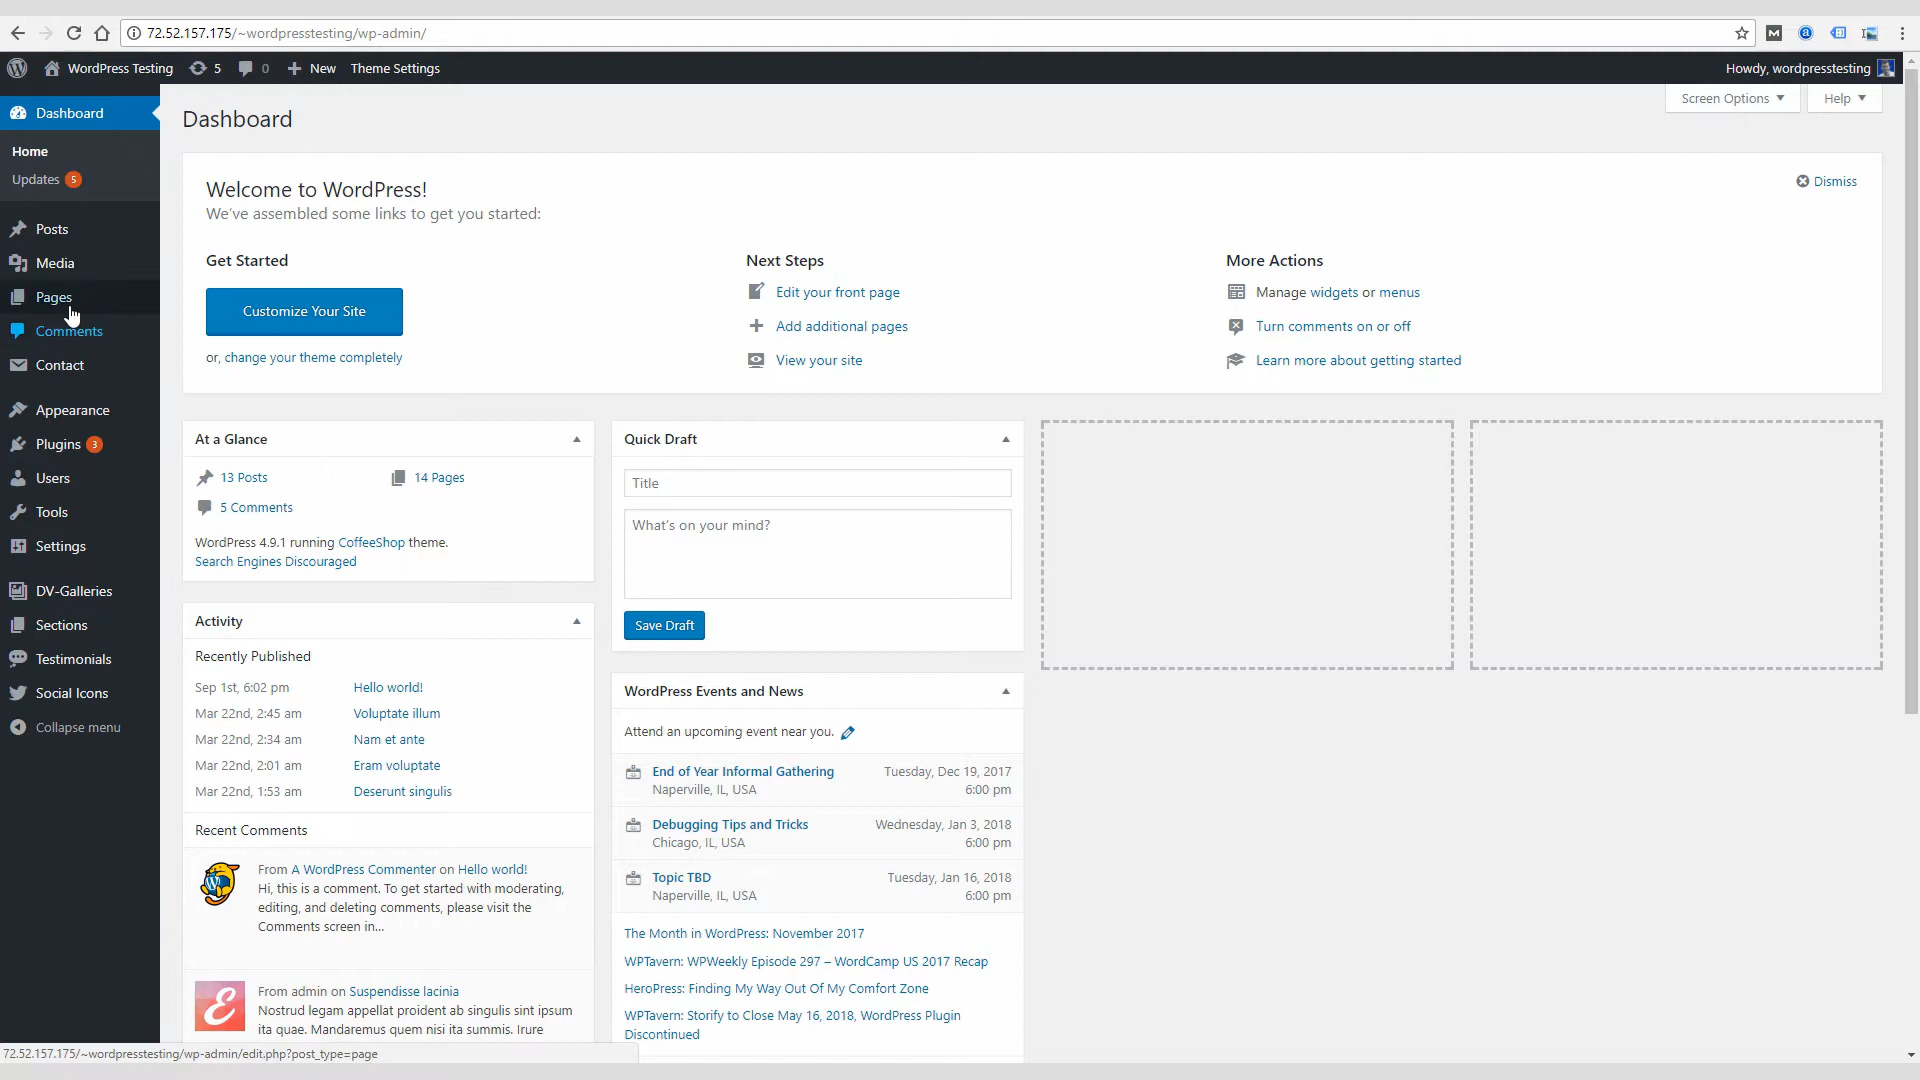 72.52.157.175/~wordpresstesting/wp-admin/
WordPress Testing 5 0 New Theme Settings Howdy, wordpresstesting
Dashboard
Home
Updates 5
Posts
Media
Pages
Comments
Contact
Appearance
Plugins 3
Users
Tools
Settings
DV-Galleries
Sections
Testimonials
Social Icons
Collapse menu
Screen Options Help
Dashboard
Welcome to WordPress!
We've assembled some links to get you started:
Dismiss
Get Started
Customize Your Site
or, change your theme completely
Next Steps
Edit your front page
Add additional pages
View your site
More Actions
Manage widgets or menus
Turn comments on or off
Learn more about getting started
At a Glance
13 Posts 14 Pages
5 Comments
WordPress 4.9.1 running CoffeeShop theme.
Search Engines Discouraged
Activity
Recently Published
Sep 1st, 6:02 pm Hello world!
Mar 22nd, 2:45 am Voluptate illum
Mar 22nd, 2:34 am Nam et ante
Mar 22nd, 2:01 am Eram voluptate
Mar 22nd, 1:53 am Deserunt singulis
Recent Comments
From A WordPress Commenter on Hello world!
Hi, this is a comment. To get started with moderating,
editing, and deleting comments, please visit the
Comments screen in...
From admin on Suspendisse lacinia
Nostrud legam appellat proident ab singulis sint ipsum
ita quae. Mandaremus quem nisi ita summis. Irure
Quick Draft
Title
What's on your mind?
Save Draft
WordPress Events and News
Attend an upcoming event near you.
End of Year Informal Gathering Tuesday, Dec 19, 2017
Naperville, IL, USA 6:00 pm
Debugging Tips and Tricks Wednesday, Jan 3, 2018
Chicago, IL, USA 6:00 pm
Topic TBD Tuesday, Jan 16, 2018
Naperville, IL, USA 6:00 pm
The Month in WordPress: November 2017
WPTavern: WPWeekly Episode 297 – WordCamp US 2017 Recap
HeroPress: Finding My Way Out Of My Comfort Zone
WPTavern: Storify to Close May 16, 2018, WordPress Plugin
Discontinued
72.52.157.175/~wordpresstesting/wp-admin/edit.php?post_type=page